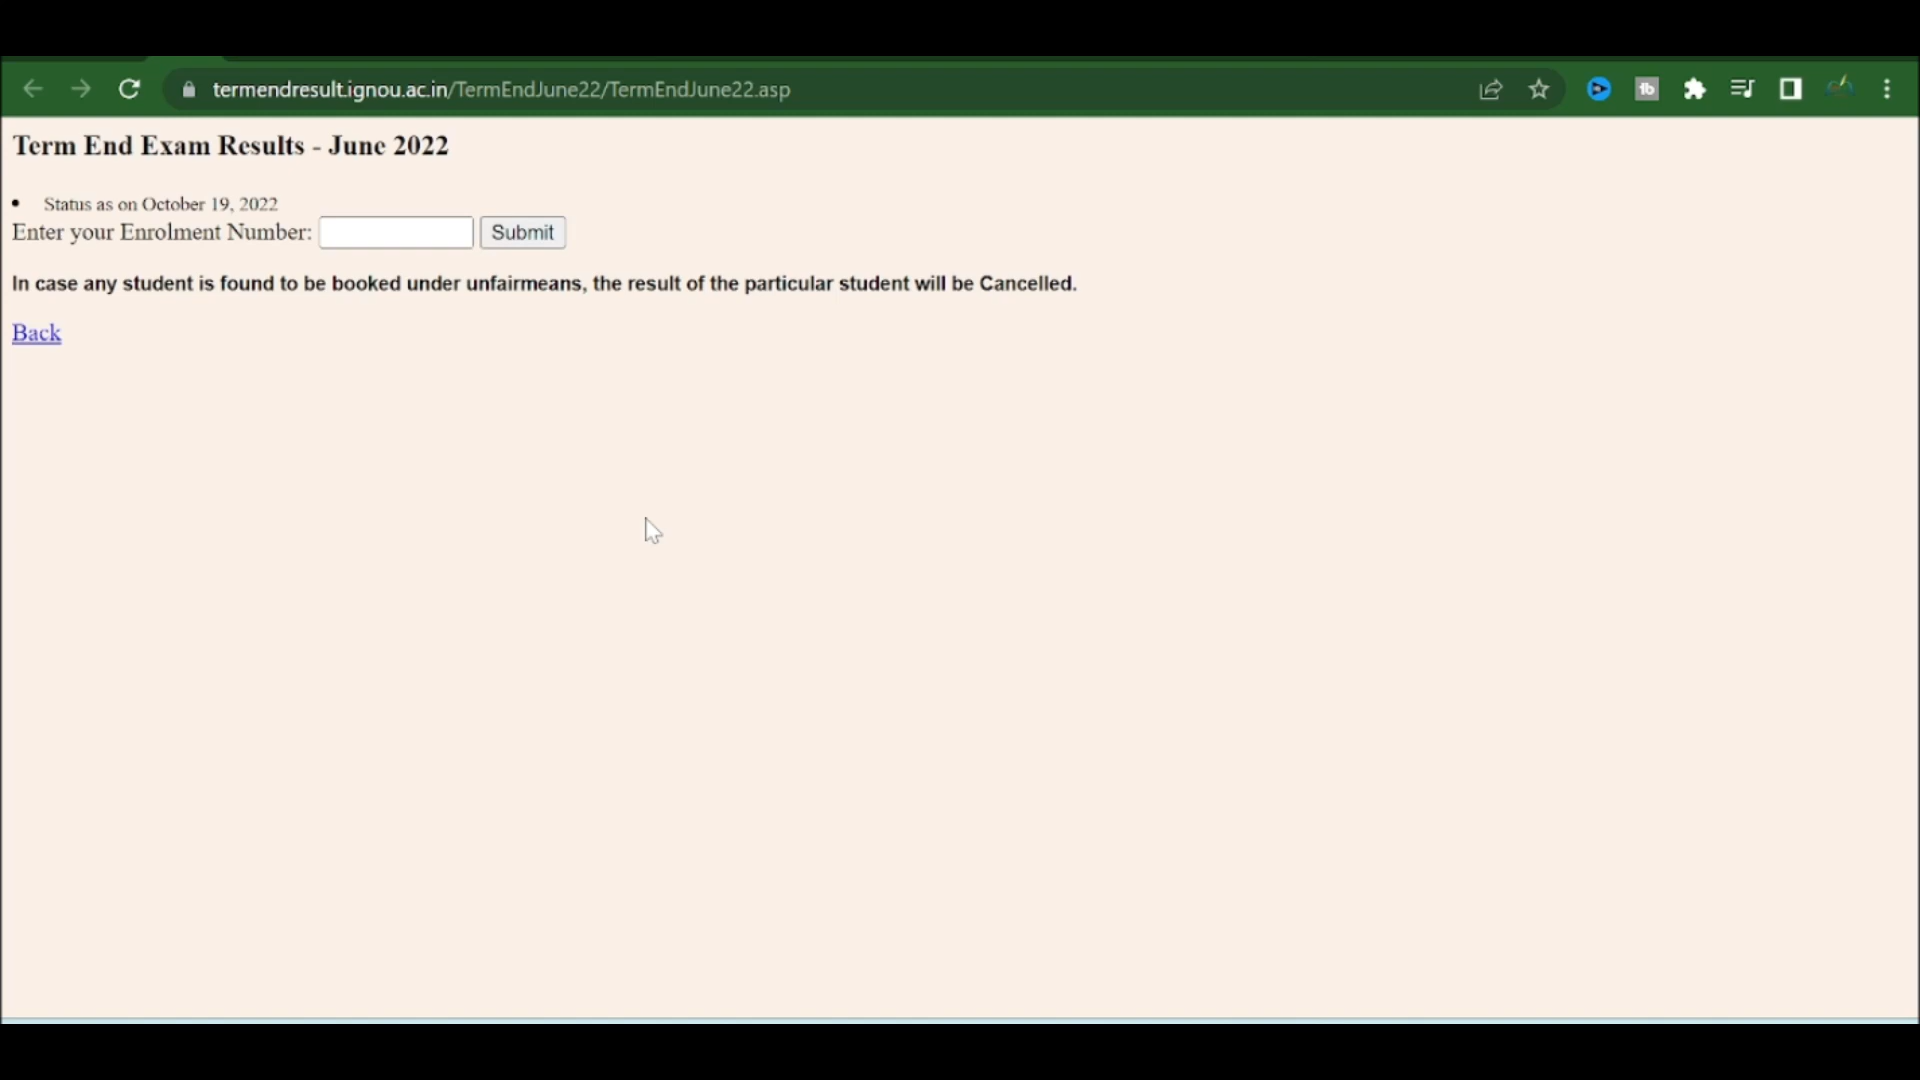 termendresult.ignou.ac.in/TermEndJune22/TermEndJune22.asp
tb
Term End Exam Results - June 2022
Status as on October 19, 2022
Enter your Enrolment Number: Submit
In case any student is found to be booked under unfairmeans, the result of the particular student will be Cancelled.
Back